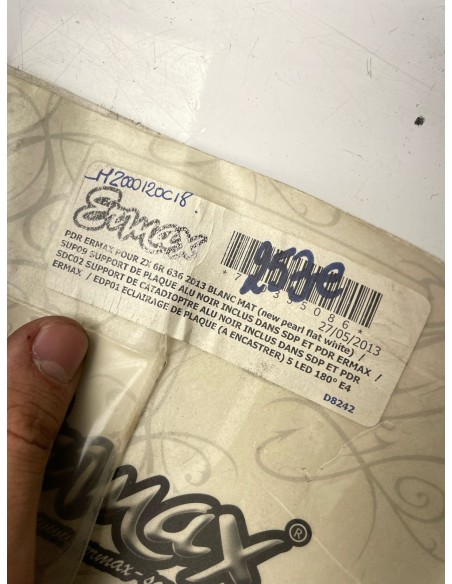 HZ000120C18.
Ermax
253€
27/05/2013
PDR ERMAX POUR ZX 6R 636 2013 BLANC MAT (new pearl flat white) /
SUP09 SUPPORT DE PLAQUE ALU NOIR INCLUS DANS SDP ET PDR ERMAX /
SDC02 SUPPORT DE CATADIOPTRE ALU NOIR INCLUS DANS SDP ET PDR
ERMAX / EDP01 ECLAIRAGE DE PLAQUE (A ENCASTRER) 5 LED 180° E4
D8242
ermax®